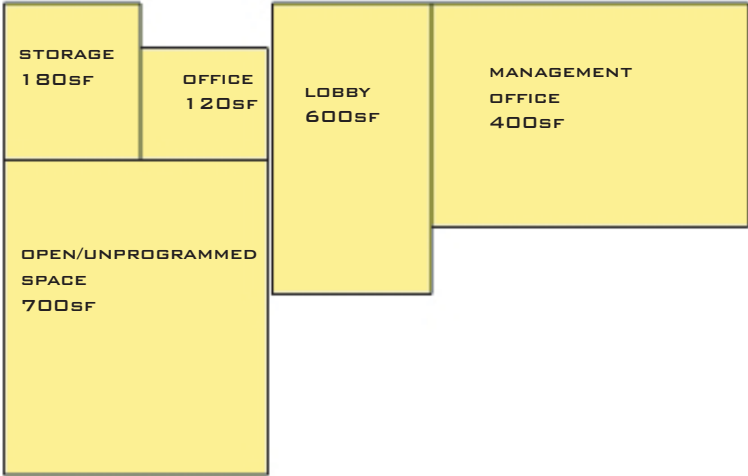 STORAGE
180SF
OFFICE
120SF
LOBBY
600SF
MANAGEMENT
OFFICE
400SF
OPEN/UNPROGRAMMED
SPACE
700SF